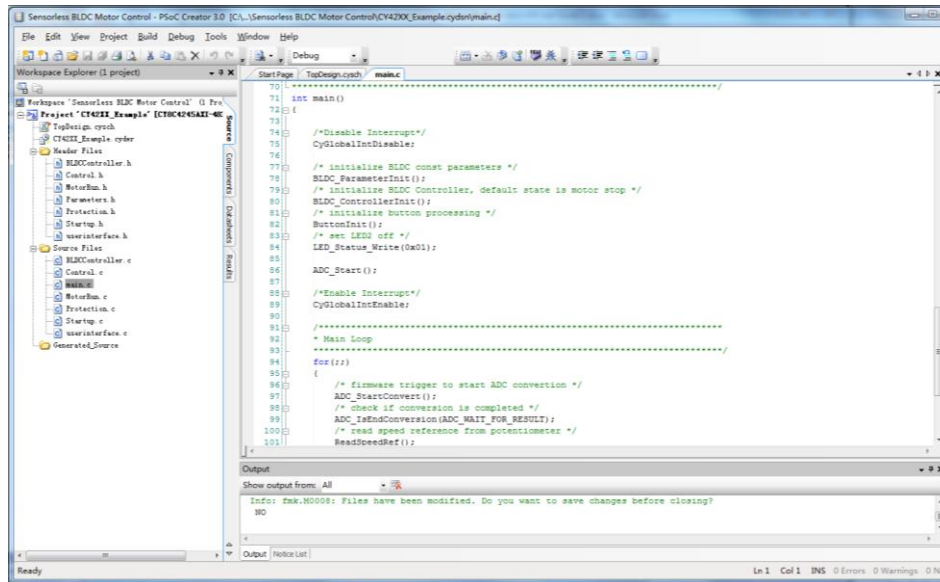 Sensorless BLDC Motor Control - PSoC Creator 3.0 [C:\...\Sensorless BLDC Motor Control\CY42XX_Example.cydsn\main.c]
File Edit View Project Build Debug Tools Window Help
Debug
Workspace Explorer (1 project)
Workspace 'Sensorless BLDC Motor Control' (1 Pro
Project 'CY42XX_Example' [CY8C4245AXI-48
TopDesign.cysch
CY42XX_Example.cydwr
Header Files
BLDCController.h
Control.h
MotorRun.h
Parameters.h
Protection.h
Startup.h
userinterface.h
Source Files
BLDCController.c
Control.c
main.c
MotorRun.c
Protection.c
Startup.c
userinterface.c
Generated_Source
Source
Components
Datasheets
Results
Start Page TopDesign.cysch main.c
70
71 int main()
72 {
73
74 /*Disable Interrupt*/
75 CyGlobalIntDisable;
76
77 /* initialize BLDC const parameters */
78 BLDC_ParameterInit();
79 /* initialize BLDC Controller, default state is motor stop */
80 BLDC_ControllerInit();
81 /* initialize button processing */
82 ButtonInit();
83 /* set LED2 off */
84 LED_Status_Write(0x01);
85
86 ADC_Start();
87
88 /*Enable Interrupt*/
89 CyGlobalIntEnable;
90
91
92 * Main Loop
93
94 for(;;)
95 {
96 /* firmware trigger to start ADC convertion */
97 ADC_StartConvert();
98 /* check if conversion is completed */
99 ADC_IsEndConversion(ADC_WAIT_FOR_RESULT);
100 /* read speed reference from potentiometer */
101 ReadSpeedRef();
Output
Show output from: All
Info: fmk.M0008: Files have been modified. Do you want to save changes before closing?
NO
Output Notice List
Ready
Ln 1 Col 1 INS 0 Errors 0 Warnings 0 N